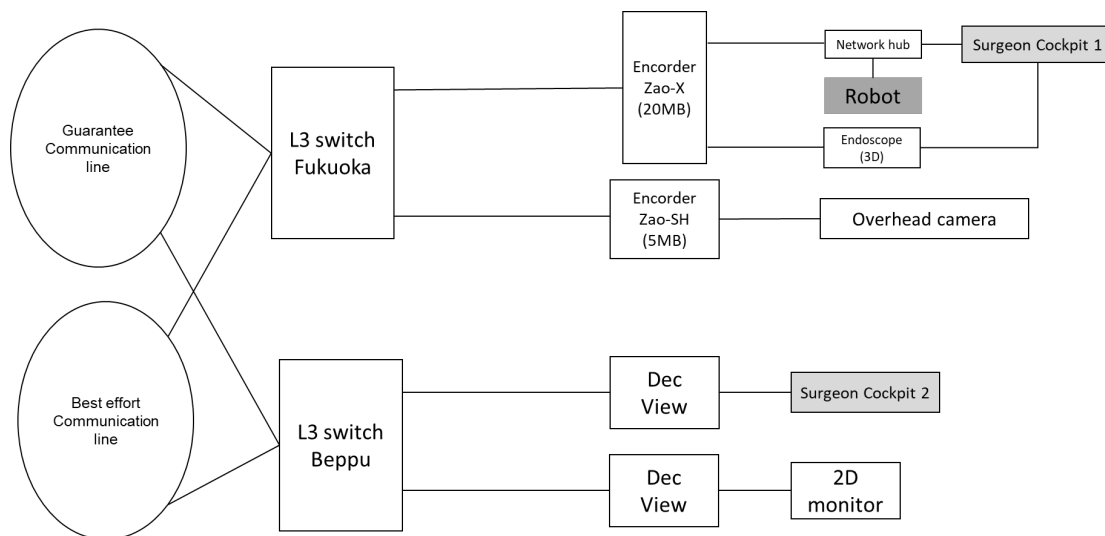 Guarantee
Communication
line
L3 switch
Fukuoka
Encorder
Zao-X
(20MB)
Network hub
Surgeon Cockpit 1
Robot
Endoscope
(3D)
Encorder
Zao-SH
(5MB)
Overhead camera
Best effort
Communication
line
L3 switch
Beppu
Dec
View
Surgeon Cockpit 2
Dec
View
2D
monitor